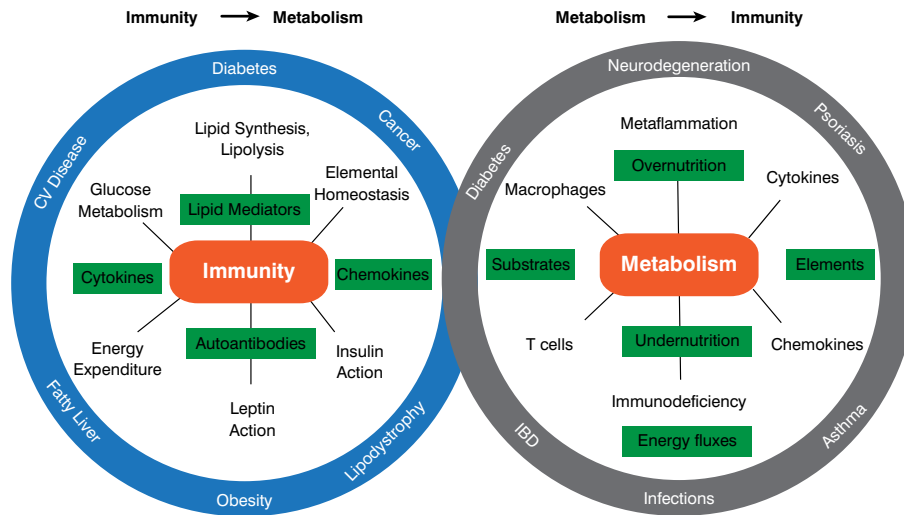 Immunity → Metabolism
Metabolism → Immunity
Diabetes
Cancer
CV Disease
Lipid Synthesis,
Lipolysis
Elemental
Homeostasis
Glucose
Metabolism
Lipid Mediators
Cytokines
Immunity
Chemokines
Autoantibodies
Energy
Expenditure
Insulin
Action
Leptin
Action
Fatty Liver
Lipodystrophy
Obesity
Neurodegeneration
Psoriasis
Diabetes
Metaflammation
Overnutrition
Macrophages
Cytokines
Substrates
Metabolism
Elements
T cells
Undernutrition
Chemokines
Immunodeficiency
Energy fluxes
IBD
Asthma
Infections